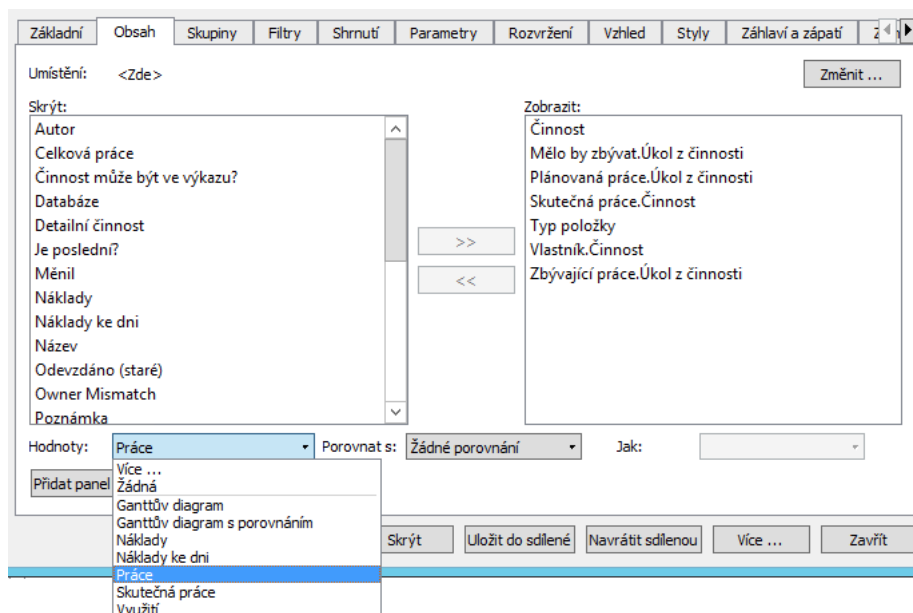 Základní Obsah Skupiny Filtry Shrnutí Parametry Rozvržení Vzhled Styly Záhlaví a zápatí
Umístění: <Zde> Změnit ...
Skrýt: Zobrazit:
Autor
Celková práce
Činnost může být ve výkazu?
Databáze
Detailní činnost
Je poslední?
Měnil
Náklady
Náklady ke dni
Název
Odevzdáno (staré)
Owner Mismatch
Poznámka
>>
<<
Činnost
Mělo by zbývat.Úkol z činnosti
Plánovaná práce.Úkol z činnosti
Skutečná práce.Činnost
Typ položky
Vlastník.Činnost
Zbývající práce.Úkol z činnosti
Hodnoty: Práce Porovnat s: Žádné porovnání Jak:
Přidat panel
Více ...
Žádná
Ganttův diagram
Ganttův diagram s porovnáním
Náklady
Náklady ke dni
Práce
Skutečná práce
Využití
Skrýt Uložit do sdílené Navrátit sdílenou Více ... Zavřít